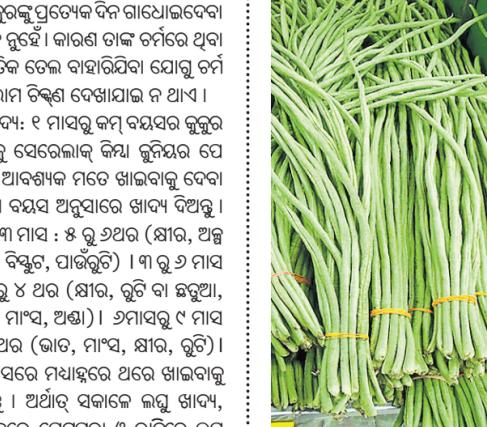 କୁରଙ୍କୁ ପ୍ରତ୍ୟେକ ଦିନ ଗାଧୋଇଦେବା
ନୁହେଁ । କାରଣ ତାଙ୍କ ଚର୍ମରେ ଥିବା
ତେଲ ବାହାରିଯିବା ଯୋଗୁ ଚର୍ମ
ଚିକ୍କଣ ଦେଖାଯାଇ ନ ଥାଏ ।
ଦ୍ୟ: ୧ ମାସରୁ କମ୍ ବୟସର କୁକୁର
ସେରେଲାକ୍ କିମ୍ବା ଜୁନିୟର ପେ
ଆବଶ୍ୟକ ମତେ ଖାଇବାକୁ ଦେବା
ବୟସ ଅନୁସାରେ ଖାଦ୍ୟ ଦିଅନ୍ତୁ ।
୩ ମାସ : ୫ ରୁ ୬ଥର (କ୍ଷୀର, ଅଳ୍ପ
ବିସ୍କୁଟ, ପାଉଁରୁଟି) । ୩ ରୁ ୬ ମାସ
ରୁ ୪ ଥର (କ୍ଷୀର, ରୁଟି ବା ଛତୁଆ,
ମାଂସ, ଅଣ୍ଡା) । ୬ମାସରୁ ୯ ମାସ
ଥର (ଭାତ, ମାଂସ, କ୍ଷୀର, ରୁଟି) ।
ସରେ ମଧ୍ୟାହ୍ନରେ ଥରେ ଖାଇବାକୁ
। ଅର୍ଥାତ୍ ସକାଳେ ଲଘୁ ଖାଦ୍ୟ,